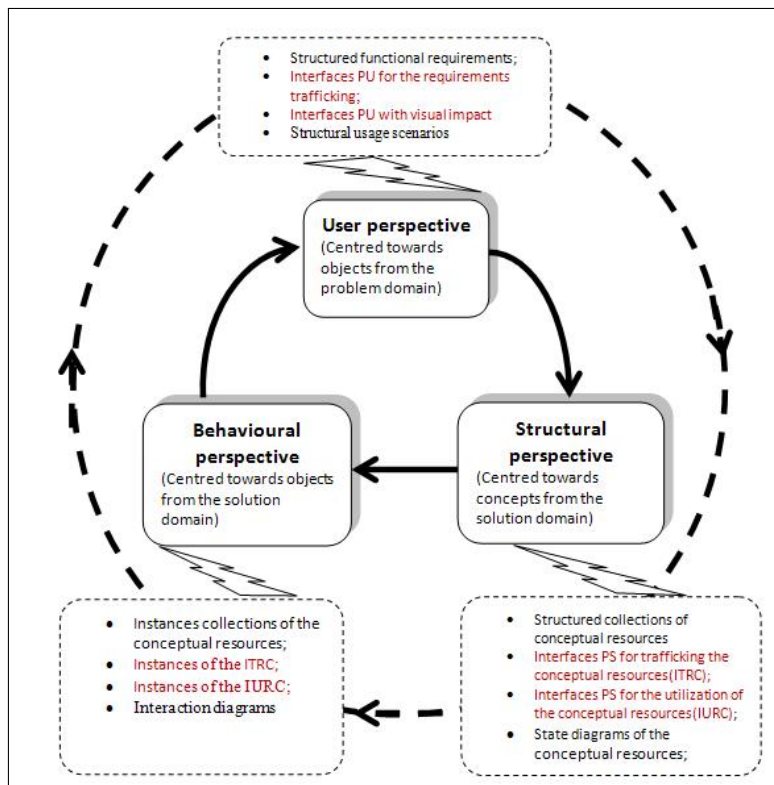 • Structured functional requirements;
• Interfaces PU for the requirements
trafficking;
• Interfaces PU with visual impact
• Structural usage scenarios
User perspective
(Centred towards
objects from the
problem domain)
Behavioural
perspective
(Centred towards objects
from the solution
domain)
Structural
perspective
(Centred towards
concepts from the
solution domain)
• Instances collections of the
conceptual resources;
• Instances of the ITRC;
• Instances of the IURC;
• Interaction diagrams
• Structured collections of
conceptual resources
• Interfaces PS for trafficking the
conceptual resources(ITRC);
• Interfaces PS for the utilization of
the conceptual resources(IURC);
• State diagrams of the
conceptual resources;